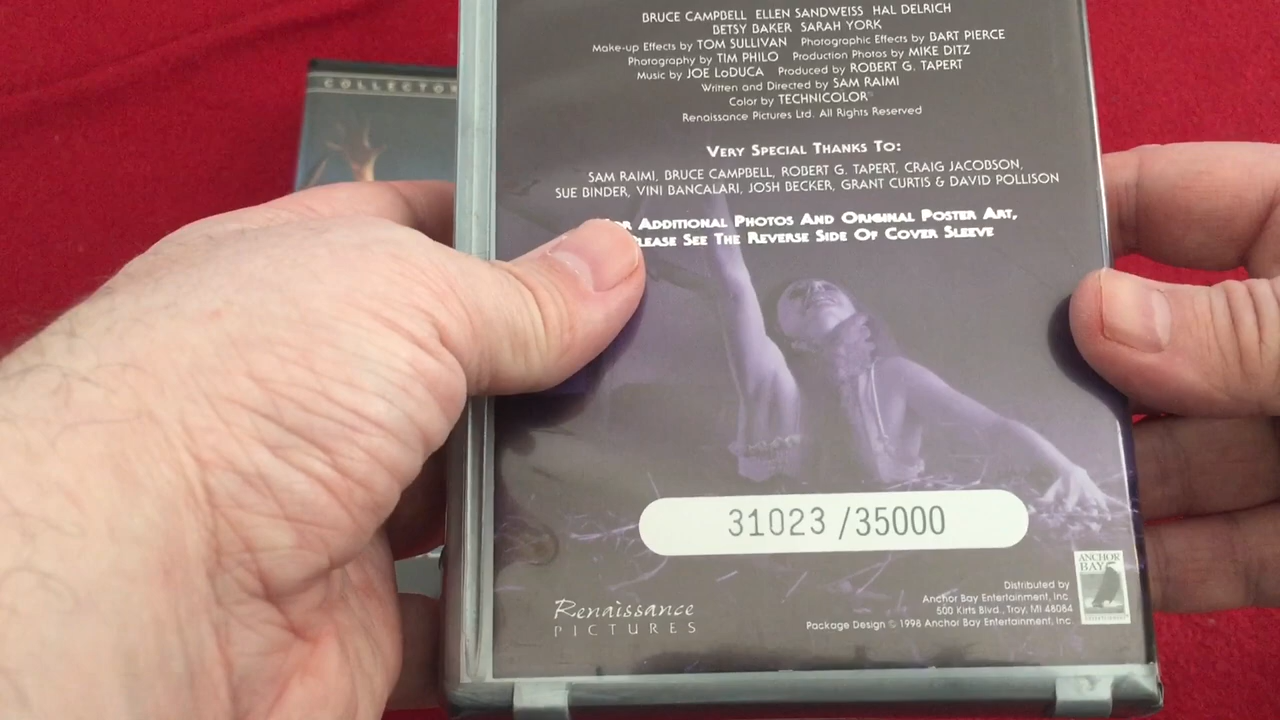 COLLECTOR
BRUCE CAMPBELL ELLEN SANDWEISS HAL DELRICH
BETSY BAKER SARAH YORK
Make-up Effects by TOM SULLIVAN Photographic Effects by BART PIERCE
Photography by TIM PHILO Production Photos by MIKE DITZ
Music by JOE LoDUCA Produced by ROBERT G. TAPERT
Written and Directed by SAM RAIMI
Color by TECHNICOLOR®
Renaissance Pictures Ltd. All Rights Reserved
VERY SPECIAL THANKS TO:
SAM RAIMI, BRUCE CAMPBELL, ROBERT G. TAPERT, CRAIG JACOBSON,
SUE BINDER, VINI BANCALARI, JOSH BECKER, GRANT CURTIS & DAVID POLLISON
ADDITIONAL PHOTOS AND ORIGINAL POSTER ART,
SEE THE REVERSE SIDE OF COVER SLEEVE
31023 /35000
Renaissance
PICTURES
Distributed by
Anchor Bay Entertainment, Inc.
500 Kirts Blvd., Troy, MI 48084
Package Design © 1998 Anchor Bay Entertainment, Inc.
ANCHOR
BAY